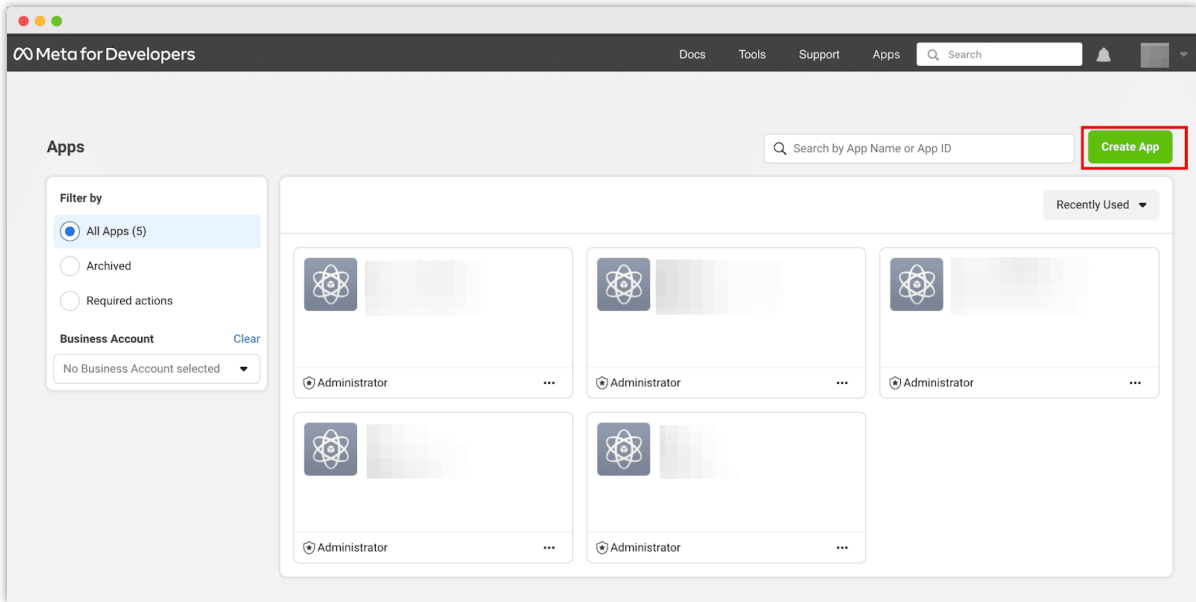 Meta for Developers
Docs Tools Support Apps Search
Apps
Search by App Name or App ID
Create App
Filter by
All Apps (5)
Archived
Required actions
Business Account Clear
No Business Account selected
Recently Used
Administrator
Administrator
Administrator
Administrator
Administrator